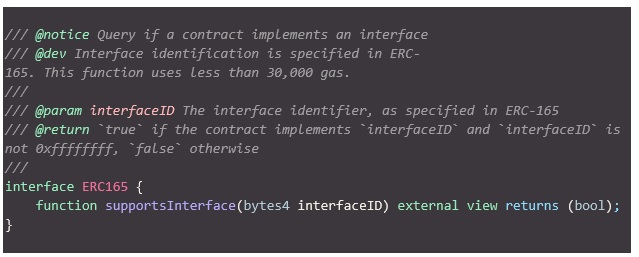 /// @notice Query if a contract implements an interface
/// @dev Interface identification is specified in ERC-
165. This function uses less than 30,000 gas.
///
/// @param interfaceID The interface identifier, as specified in ERC-165
/// @return `true` if the contract implements `interfaceID` and `interfaceID` is
not 0xffffffff, `false` otherwise
///
interface ERC165 {
    function supportsInterface(bytes4 interfaceID) external view returns (bool);
}